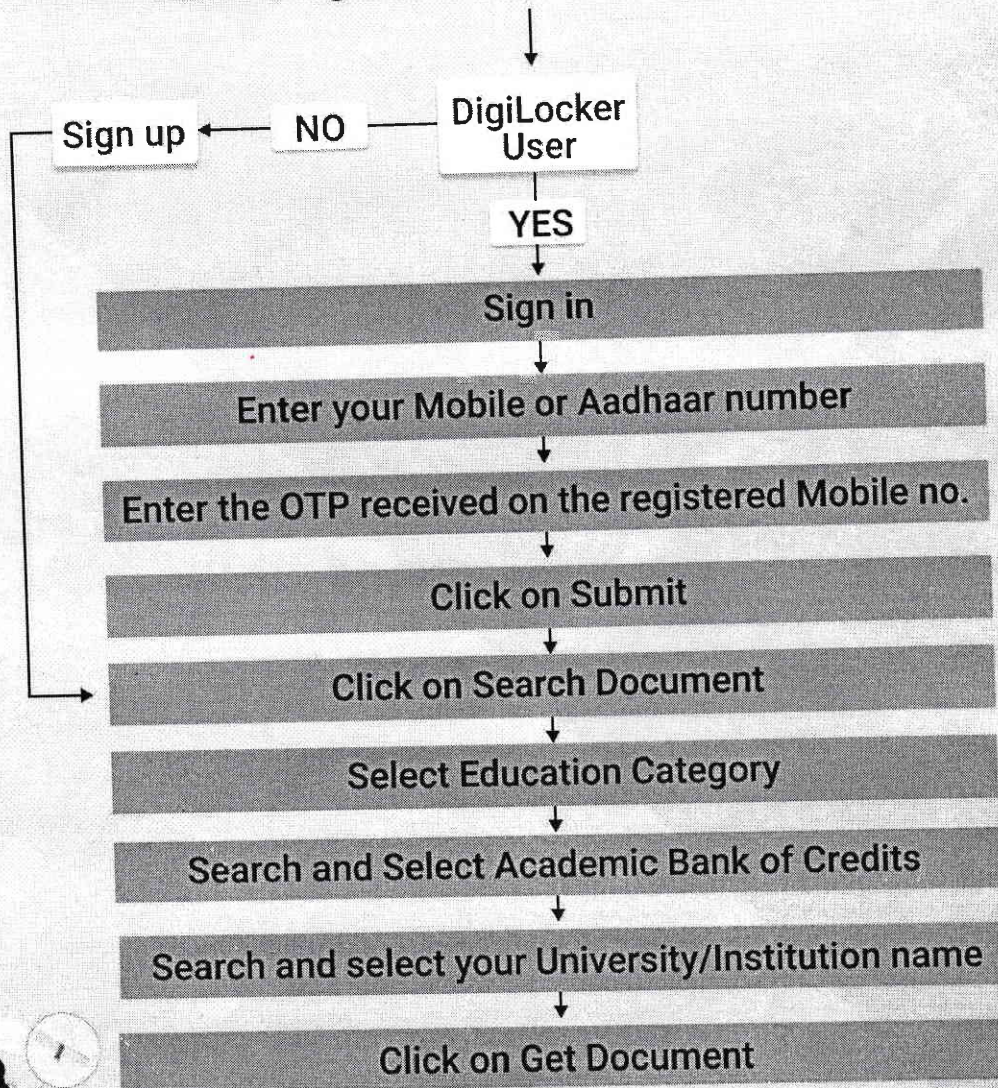 DigiLocker
User
NO
Sign up
YES
Sign in
Enter your Mobile or Aadhaar number
Enter the OTP received on the registered Mobile no.
Click on Submit
Click on Search Document
Select Education Category
Search and Select Academic Bank of Credits
Search and select your University/Institution name
Click on Get Document